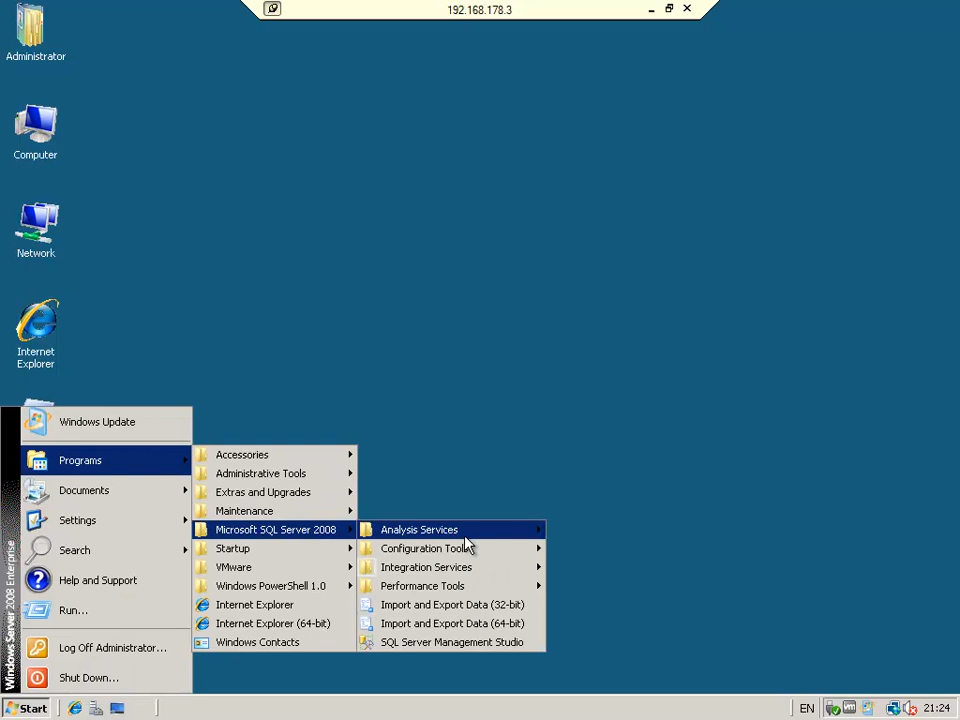 192.168.178.3
Administrator
Computer
Network
Internet
Explorer
Windows Update
Programs
Documents
Settings
Search
Help and Support
Run...
Log Off Administrator...
Shut Down...
Windows Server 2008 Enterprise
Accessories
Administrative Tools
Extras and Upgrades
Maintenance
Microsoft SQL Server 2008
Startup
VMware
Windows PowerShell 1.0
Internet Explorer
Internet Explorer (64-bit)
Windows Contacts
Analysis Services
Configuration Tools
Integration Services
Performance Tools
Import and Export Data (32-bit)
Import and Export Data (64-bit)
SQL Server Management Studio
Start
EN
vm
21:24